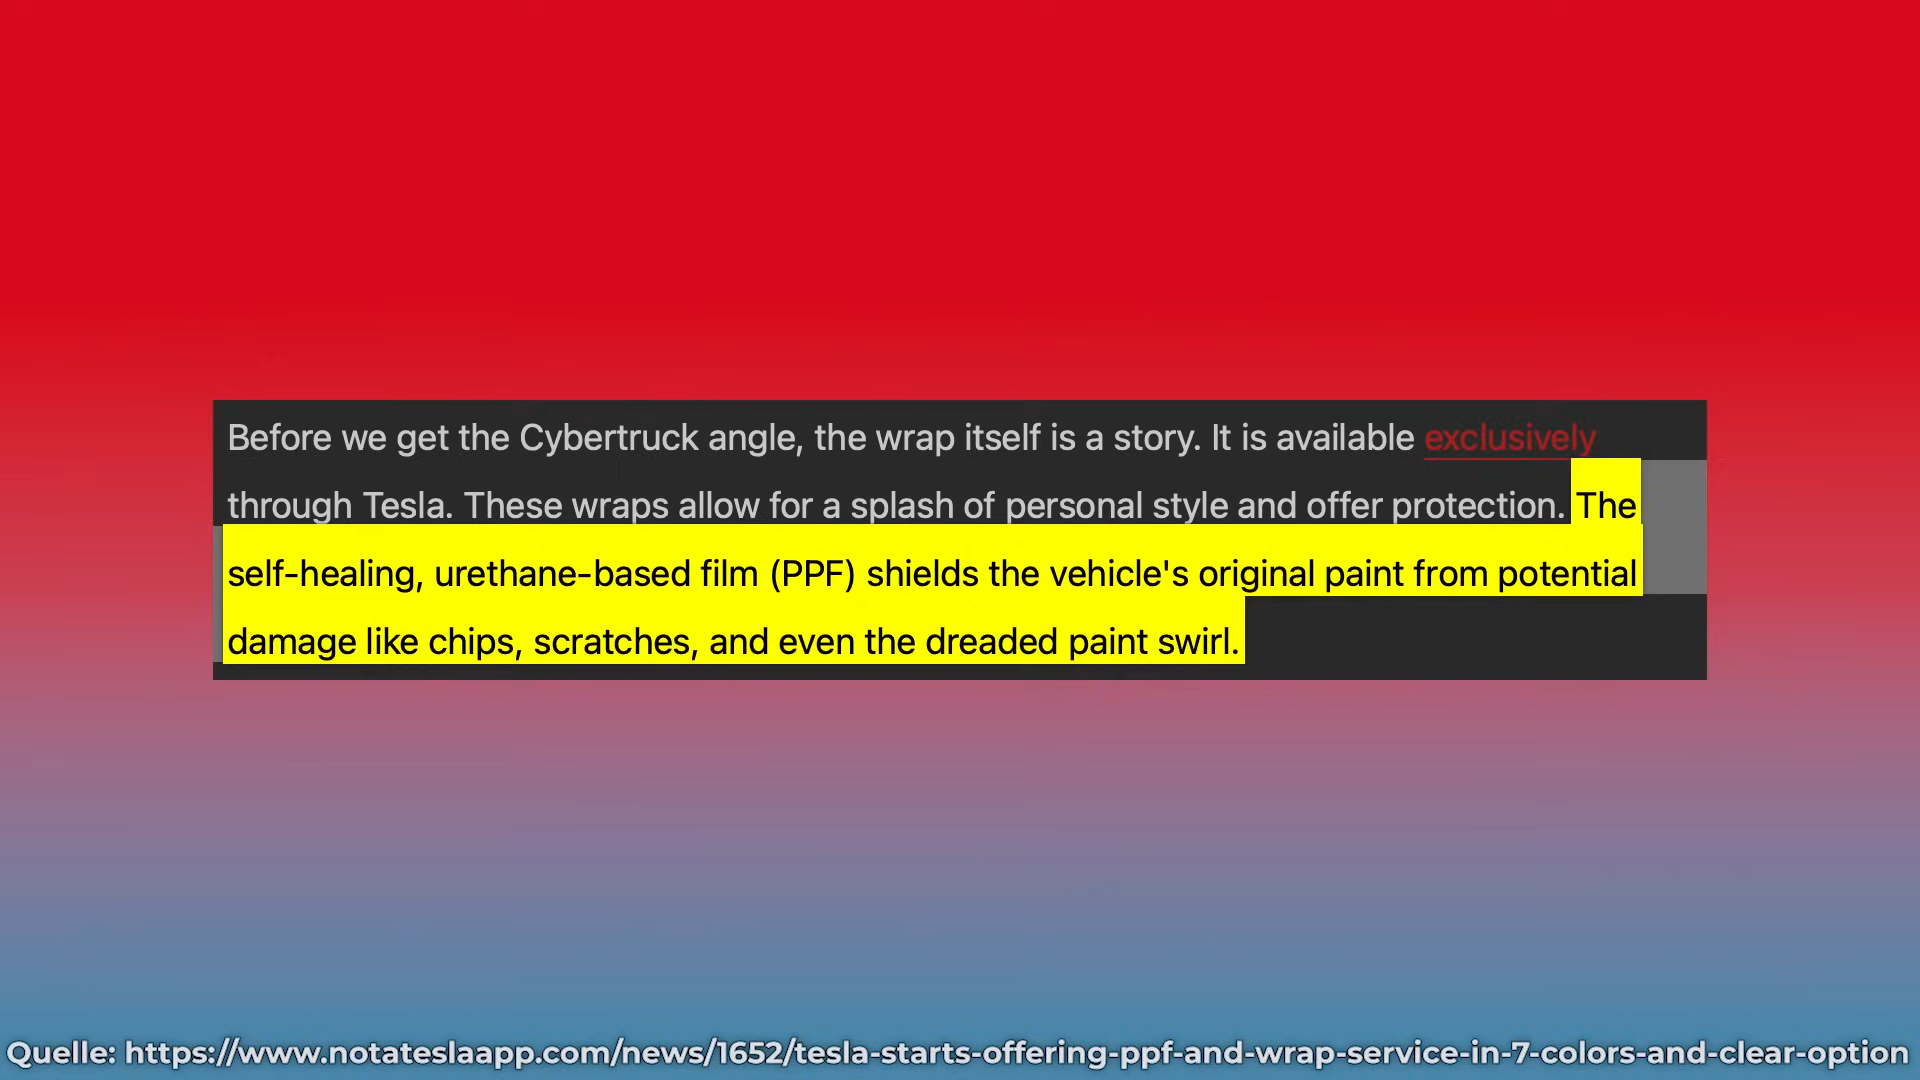 Before we get the Cybertruck angle, the wrap itself is a story. It is available exclusively
through Tesla. These wraps allow for a splash of personal style and offer protection. The
self-healing, urethane-based film (PPF) shields the vehicle's original paint from potential
damage like chips, scratches, and even the dreaded paint swirl.
Quelle: https://www.notateslaapp.com/news/1652/tesla-starts-offering-ppf-and-wrap-service-in-7-colors-and-clear-option